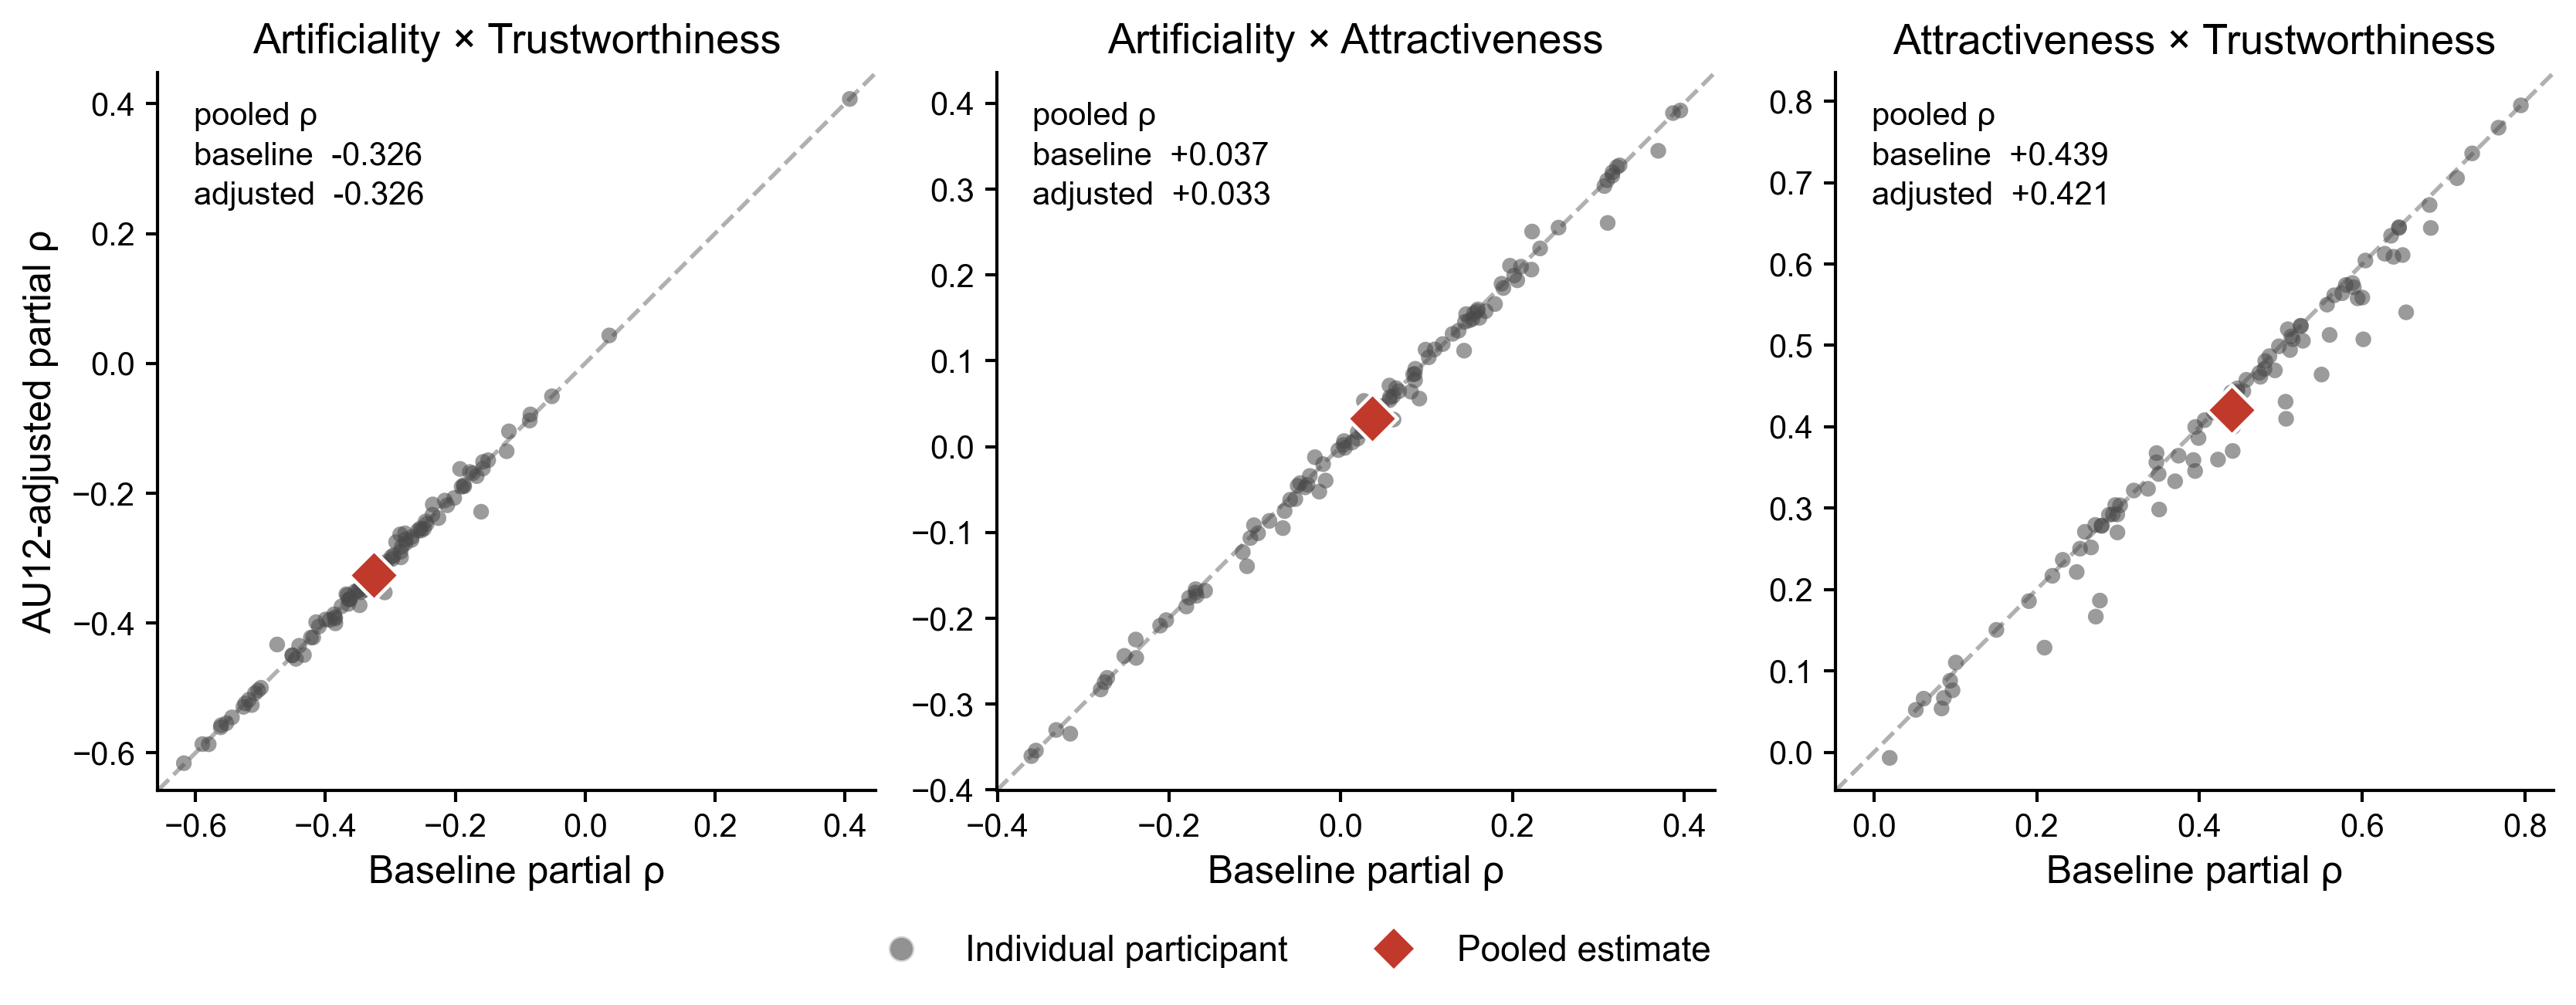 Artificiality × Trustworthiness
pooled ρ
baseline -0.326
adjusted -0.326
AU12-adjusted partial ρ
0.4
0.2
0.0
−0.2
−0.4
−0.6
−0.6
−0.4
−0.2
0.0
0.2
0.4
Baseline partial ρ
Artificiality × Attractiveness
pooled ρ
baseline +0.037
adjusted +0.033
0.4
0.3
0.2
0.1
0.0
−0.1
−0.2
−0.3
−0.4
−0.4
−0.2
0.0
0.2
0.4
Baseline partial ρ
Attractiveness × Trustworthiness
pooled ρ
baseline +0.439
adjusted +0.421
0.8
0.7
0.6
0.5
0.4
0.3
0.2
0.1
0.0
0.0
0.2
0.4
0.6
0.8
Baseline partial ρ
Individual participant
Pooled estimate